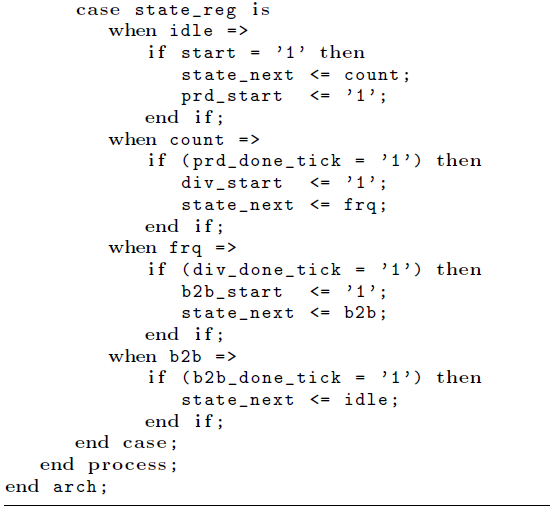 case state_reg is
when idle =>
if start = '1' then
state_next <= count;
prd_start <= '1';
end if;
when count =>
if (prd_done_tick = '1') then
div_start <= '1';
state_next <= frq;
end if;
when frq =>
if (div_done_tick = '1') then
b2b_start <= '1';
state_next <= b2b;
end if;
when b2b =>
if (b2b_done_tick = '1') then
state_next <= idle;
end if;
end case;
end process;
end arch;